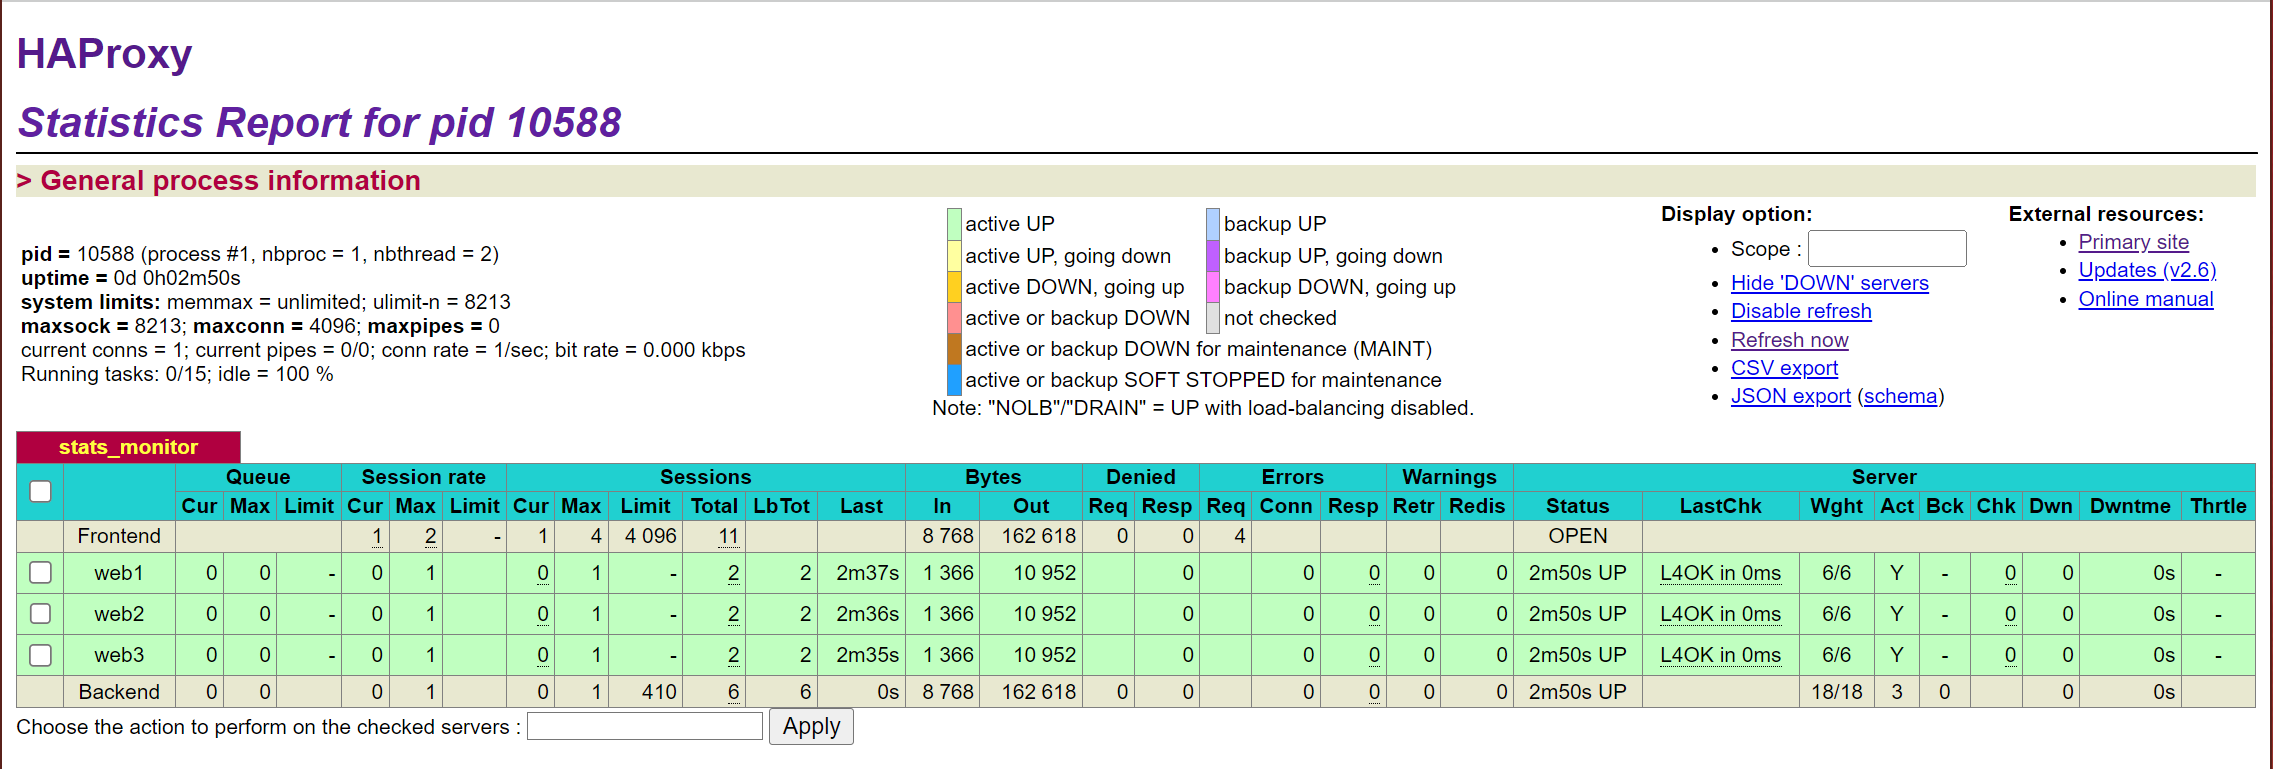 HAProxy
Statistics Report for pid 10588
> General process information
pid = 10588 (process #1, nbproc = 1, nbthread = 2)
uptime = 0d 0h02m50s
system limits: memmax = unlimited; ulimit-n = 8213
maxsock = 8213; maxconn = 4096; maxpipes = 0
current conns = 1; current pipes = 0/0; conn rate = 1/sec; bit rate = 0.000 kbps
Running tasks: 0/15; idle = 100 %
active UP backup UP
active UP, going down backup UP, going down
active DOWN, going up backup DOWN, going up
active or backup DOWN not checked
active or backup DOWN for maintenance (MAINT)
active or backup SOFT STOPPED for maintenance
Note: "NOLB"/"DRAIN" = UP with load-balancing disabled.
Display option:
• Scope :
• Hide 'DOWN' servers
• Disable refresh
• Refresh now
• CSV export
• JSON export (schema)
External resources:
• Primary site
• Updates (v2.6)
• Online manual
stats_monitor
Queue Session rate Sessions Bytes Denied Errors Warnings Server
Cur Max Limit Cur Max Limit Cur Max Limit Total LbTot Last In Out Req Resp Req Conn Resp Retr Redis Status LastChk Wght Act Bck Chk Dwn Dwntme Thrtle
Frontend 1 2 - 1 4 4 096 11 8 768 162 618 0 0 4 OPEN
web1 0 0 - 0 1 0 1 - 2 2 2m37s 1 366 10 952 0 0 0 0 0 2m50s UP L4OK in 0ms 6/6 Y - 0 0 0s -
web2 0 0 - 0 1 0 1 - 2 2 2m36s 1 366 10 952 0 0 0 0 0 2m50s UP L4OK in 0ms 6/6 Y - 0 0 0s -
web3 0 0 - 0 1 0 1 - 2 2 2m35s 1 366 10 952 0 0 0 0 0 2m50s UP L4OK in 0ms 6/6 Y - 0 0 0s -
Backend 0 0 0 1 0 1 410 6 6 0s 8 768 162 618 0 0 0 0 0 0 2m50s UP 18/18 3 0 0 0s
Choose the action to perform on the checked servers : Apply